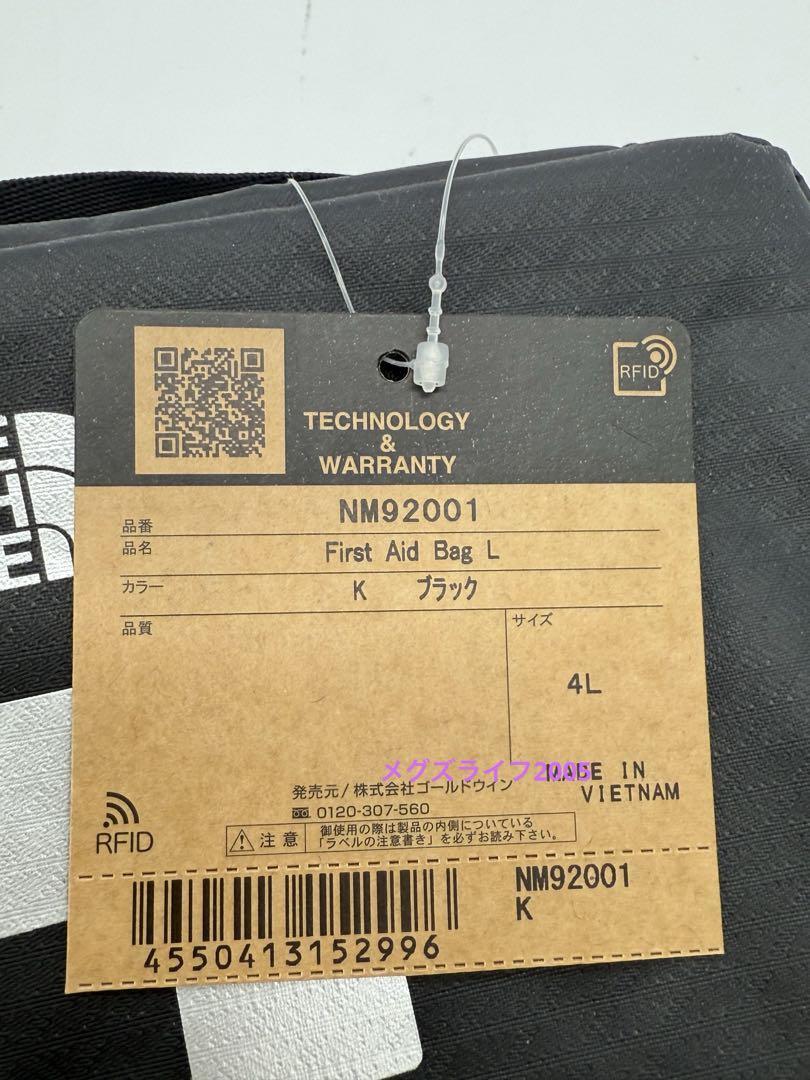 RFID
TECHNOLOGY
&
WARRANTY
品番 NM92001
品名 First Aid Bag L
カラー K ブラック
品質
サイズ
4L
メグズライフ2005
MADE IN
VIETNAM
発売元/株式会社ゴールドウイン
0120-307-560
RFID
注意
御使用の際は製品の内側についている
「ラベルの注意書き」を必ずお読み下さい。
NM92001
K
4550413152996